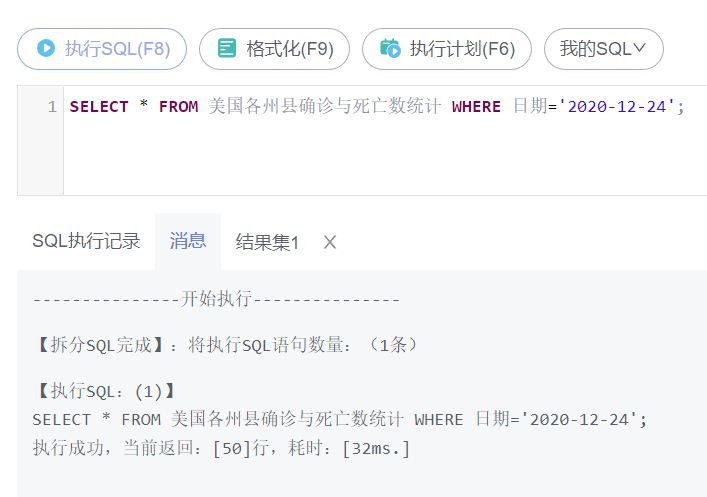 执行SQL(F8) 格式化(F9) 执行计划(F6) 我的SQL
1 SELECT * FROM 美国各州县确诊与死亡数统计 WHERE 日期='2020-12-24';
SQL执行记录 消息 结果集1 X
---------------开始执行---------------
【拆分SQL完成】：将执行SQL语句数量：（1条）
【执行SQL：(1)】
SELECT * FROM 美国各州县确诊与死亡数统计 WHERE 日期='2020-12-24';
执行成功，当前返回：[50]行，耗时：[32ms.]